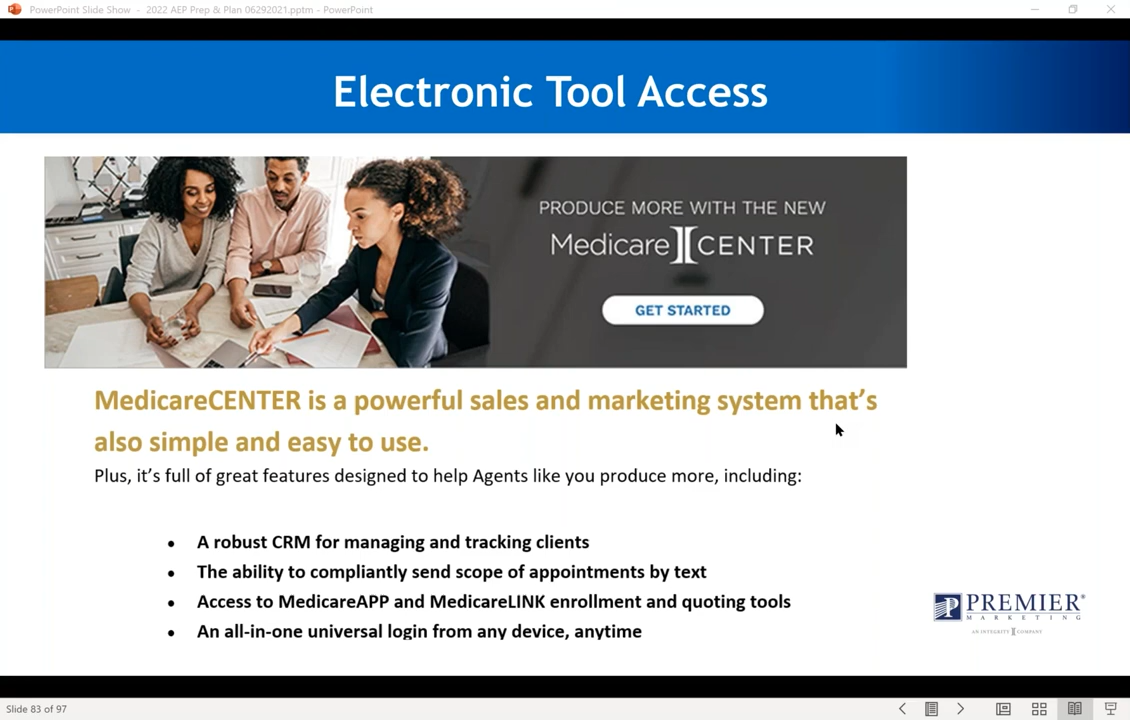 PowerPoint Slide Show - 2022 AEP Prep & Plan 06292021.pptm - PowerPoint
Electronic Tool Access
PRODUCE MORE WITH THE NEW
Medicare CENTER
GET STARTED
MedicareCENTER is a powerful sales and marketing system that's
also simple and easy to use.
Plus, it's full of great features designed to help Agents like you produce more, including:
• A robust CRM for managing and tracking clients
• The ability to compliantly send scope of appointments by text
• Access to MedicareAPP and MedicareLINK enrollment and quoting tools
• An all-in-one universal login from any device, anytime
P PREMIER®
MARKETING
AN INTEGRITY COMPANY
Slide 83 of 97